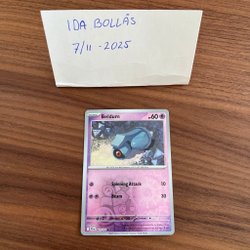 IDA BOLLÅS
7/11-2025
Beldum
60
Spinning Attack 10
Beam 30